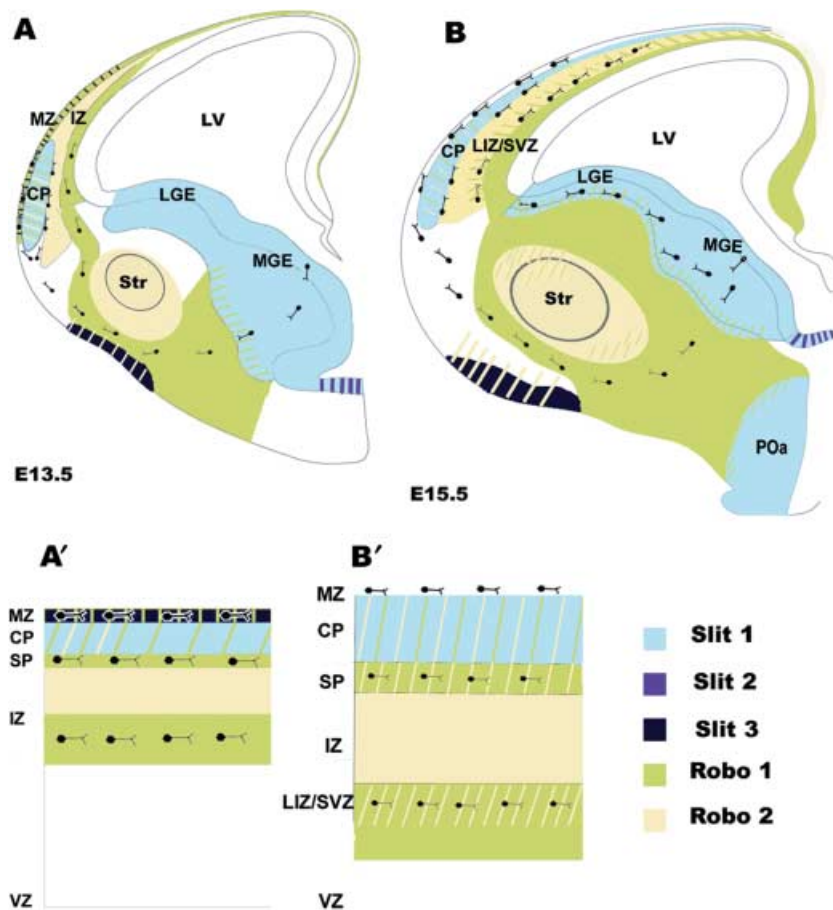 A
B
MZ
IZ
LV
CP
LGE
MGE
Str
E13.5
CP
LIZ/SVZ
LV
LGE
MGE
Str
POa
E15.5
A′
MZ
CP
SP
IZ
VZ
B′
MZ
CP
SP
IZ
LIZ/SVZ
VZ
Slit 1
Slit 2
Slit 3
Robo 1
Robo 2